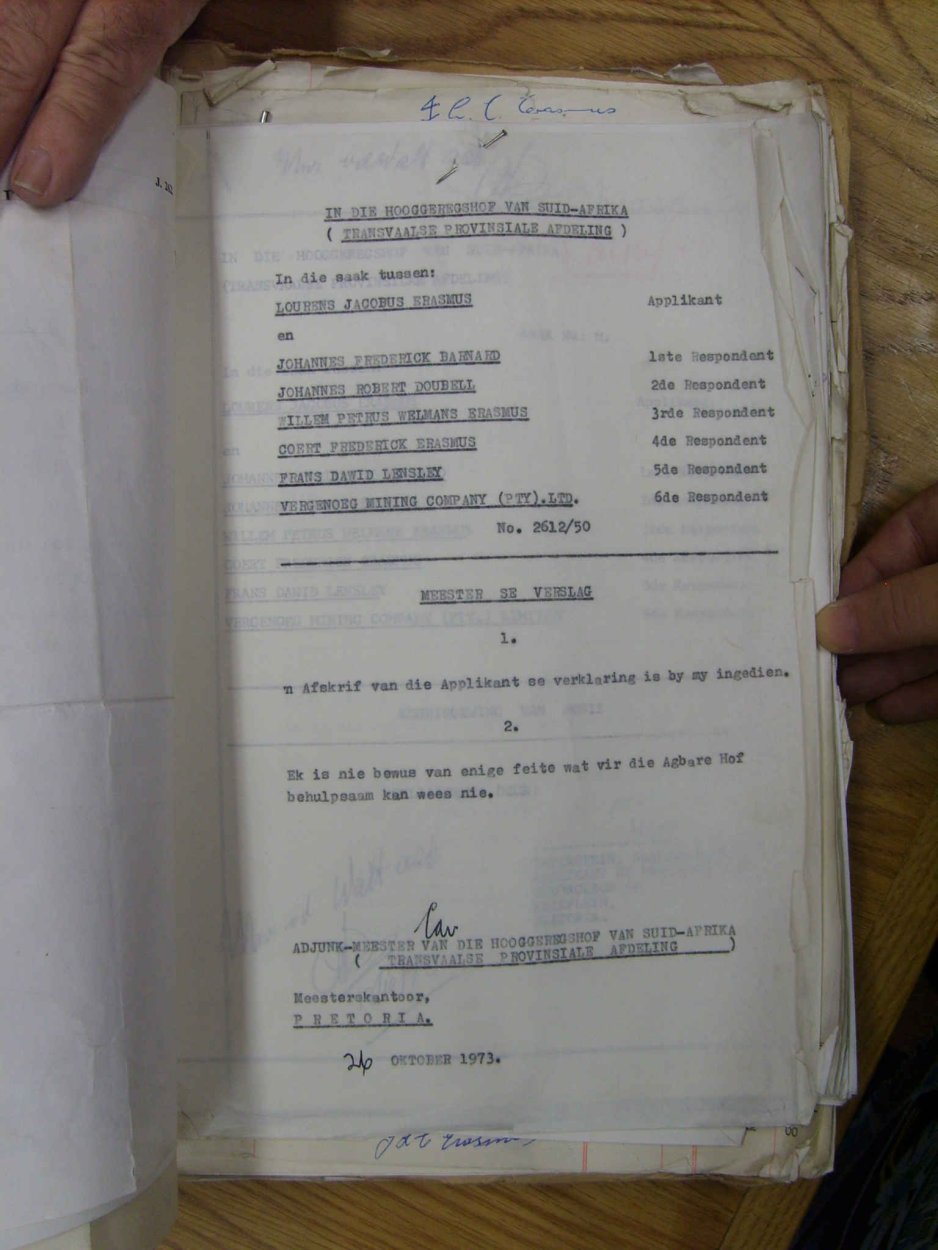 J. 242
Erasmus
IN DIE HOOGGEREGSHOF VAN SUID-AFRIKA
( TRANSVAALSE PROVINSIALE AFDELING )
In die saak tussen:
LOURENS JACOBUS ERASMUS Applikant
en
JOHANNES FREDERICK BARNARD 1ste Respondent
JOHANNES ROBERT DOUBELL 2de Respondent
WILLEM PETRUS WELMANS ERASMUS 3rde Respondent
COERT FREDERICK ERASMUS 4de Respondent
FRANS DAWID LENSLEY 5de Respondent
VERGENOEG MINING COMPANY (PTY).LTD. 6de Respondent
No. 2612/50
MEESTER SE VERSLAG
1.
'n Afskrif van die Applikant se verklaring is by my ingedien.
2.
Ek is nie bewus van enige feite wat vir die Agbare Hof
behulpsaam kan wees nie.
ADJUNK-MEESTER VAN DIE HOOGGEREGSHOF VAN SUID-AFRIKA
( TRANSVAALSE PROVINSIALE AFDELING )
Meesterskantoor,
PRETORIA.
26 OKTOBER 1973.
Erasmus